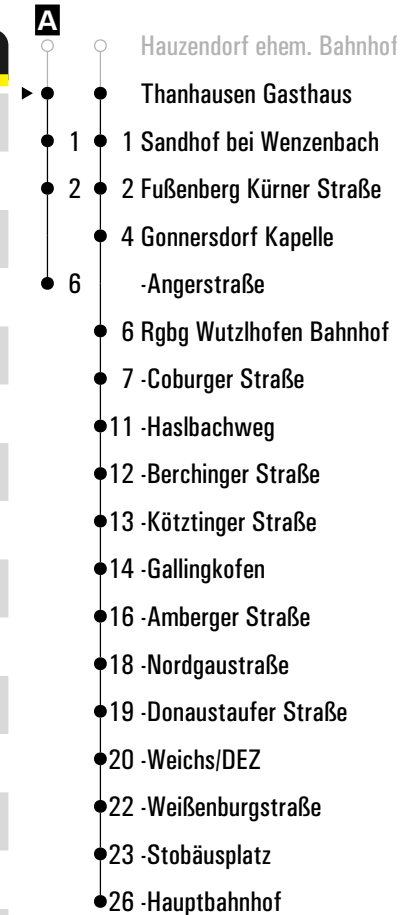 A
Hauzendorf ehem. Bahnhof
Thanhausen Gasthaus
1 1 Sandhof bei Wenzenbach
2 2 Fußenberg Kürner Straße
4 Gonnersdorf Kapelle
6 -Angerstraße
6 Rgbg Wutzlhofen Bahnhof
7 -Coburger Straße
11 -Haslbachweg
12 -Berchinger Straße
13 -Kötztinger Straße
14 -Gallingkofen
16 -Amberger Straße
18 -Nordgaustraße
19 -Donaustaufer Straße
20 -Weichs/DEZ
22 -Weißenburgstraße
23 -Stobäusplatz
26 -Hauptbahnhof